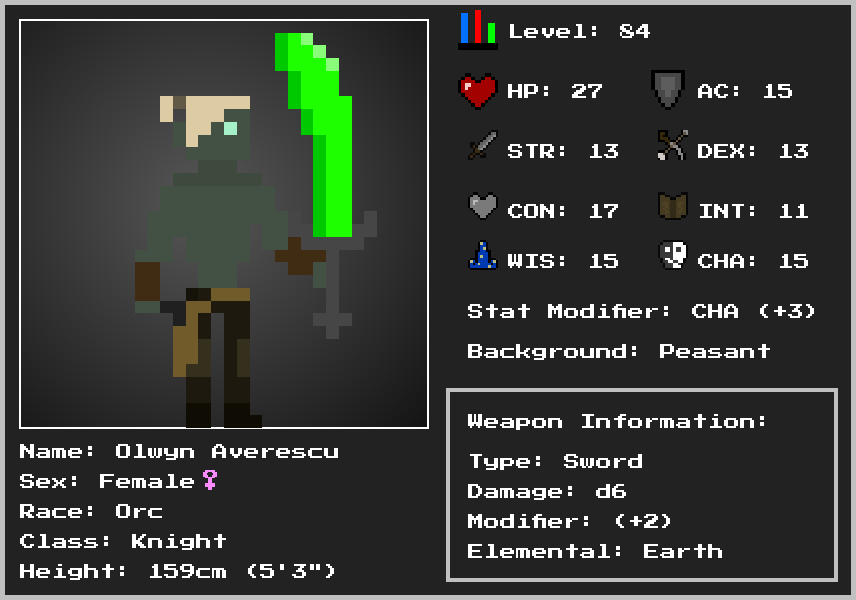 Level: 84
HP: 27
AC: 15
STR: 13
DEX: 13
CON: 17
INT: 11
WIS: 15
CHA: 15
Stat Modifier: CHA (+3)
Background: Peasant
Weapon Information:
Type: Sword
Damage: d6
Modifier: (+2)
Elemental: Earth
Name: Olwyn Averescu
Sex: Female♀
Race: Orc
Class: Knight
Height: 159cm (5'3")